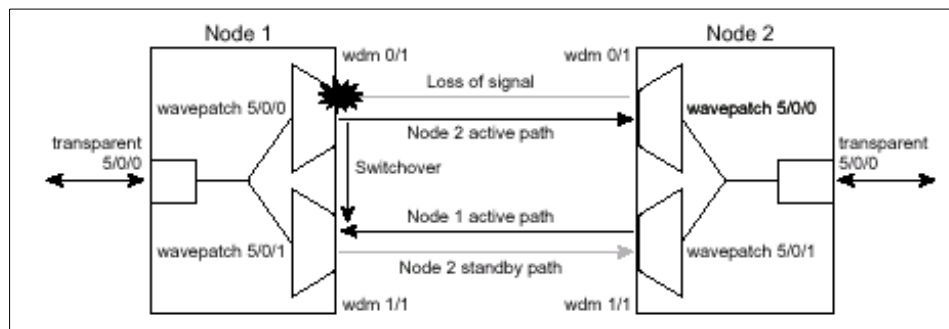 Node 1
Node 2
wdm 0/1
wdm 0/1
Loss of signal
wavepatch 5/0/0
wavepatch 5/0/0
Node 2 active path
transparent
5/0/0
transparent
5/0/0
Switchover
Node 1 active path
wavepatch 5/0/1
wavepatch 5/0/1
Node 2 standby path
wdm 1/1
wdm 1/1